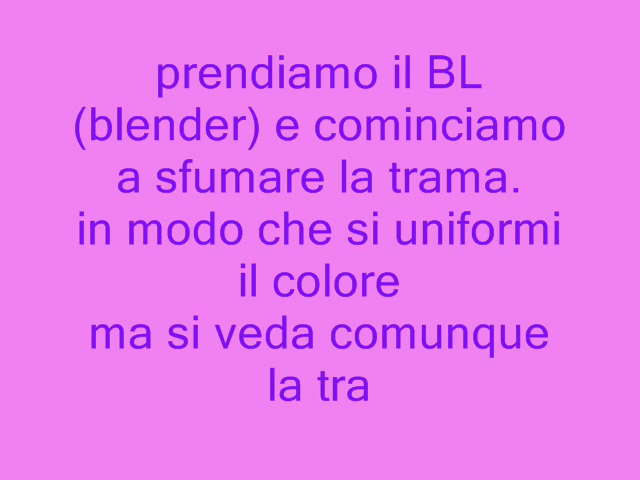 prendiamo il BL
(blender) e cominciamo
a sfumare la trama.
in modo che si uniformi
il colore
ma si veda comunque
la tra